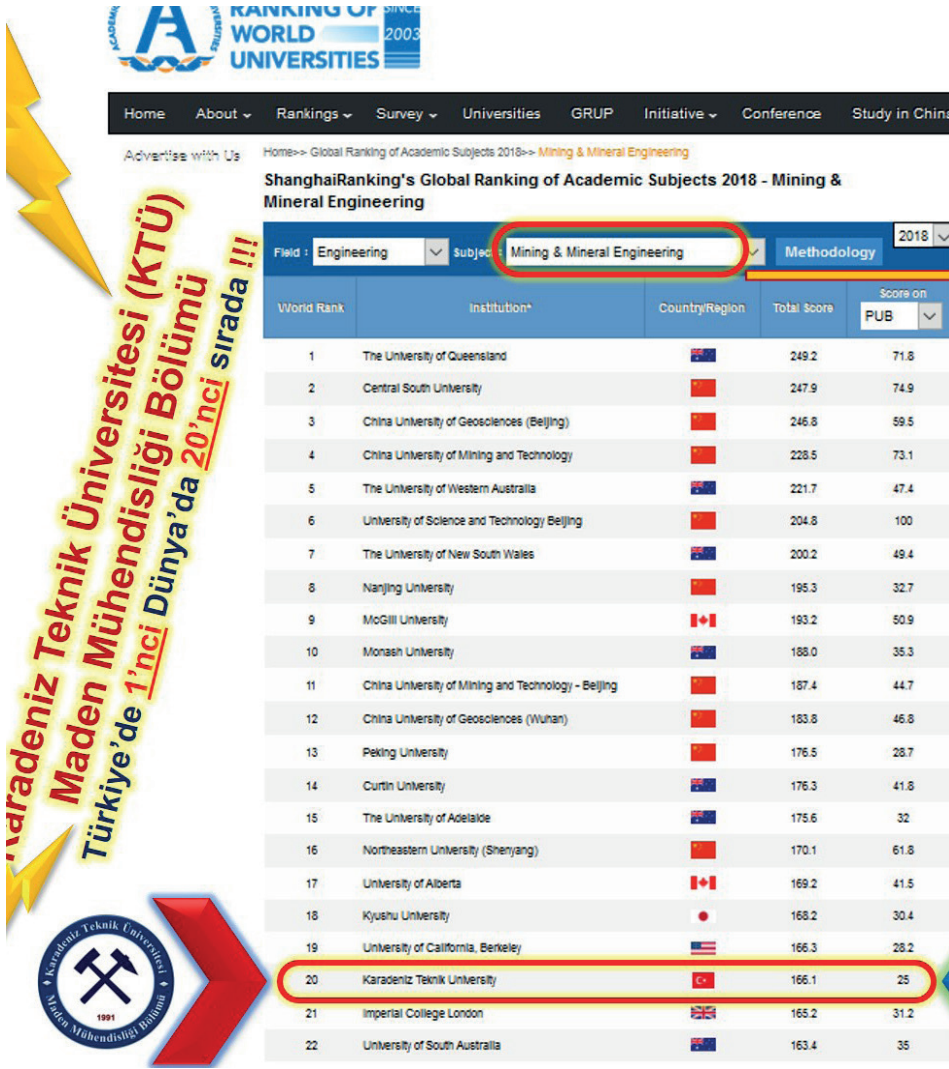 RANKING OF
WORLD
UNIVERSITIES
SINCE
2003
ACADEMIC
UNIVERSITIES
Home About Rankings Survey Universities GRUP Initiative Conference Study in China
Advertise with Us
Home>> Global Ranking of Academic Subjects 2018>> Mining & Mineral Engineering
ShanghaiRanking's Global Ranking of Academic Subjects 2018 - Mining &
Mineral Engineering
2018
Field : Engineering Subject : Mining & Mineral Engineering Methodology
World Rank Institution* Country/Region Total Score Score on
PUB
1 The University of Queensland 249.2 71.8
2 Central South University 247.9 74.9
3 China University of Geosciences (Beijing) 246.8 59.5
4 China University of Mining and Technology 228.5 73.1
5 The University of Western Australia 221.7 47.4
6 University of Science and Technology Beijing 204.8 100
7 The University of New South Wales 200.2 49.4
8 Nanjing University 195.3 32.7
9 McGill University 193.2 50.9
10 Monash University 188.0 35.3
11 China University of Mining and Technology - Beijing 187.4 44.7
12 China University of Geosciences (Wuhan) 183.8 46.8
13 Peking University 176.5 28.7
14 Curtin University 176.3 41.8
15 The University of Adelaide 175.6 32
16 Northeastern University (Shenyang) 170.1 61.8
17 University of Alberta 169.2 41.5
18 Kyushu University 168.2 30.4
19 University of California, Berkeley 166.3 28.2
20 Karadeniz Teknik University 166.1 25
21 Imperial College London 165.2 31.2
22 University of South Australia 163.4 35
Karadeniz Teknik Üniversitesi (KTÜ)
Maden Mühendisliği Bölümü
Türkiye’de 1’nci Dünya’da 20’nci sırada !!!
Karadeniz Teknik Üniversitesi
1991
Maden Mühendisliği Bölümü